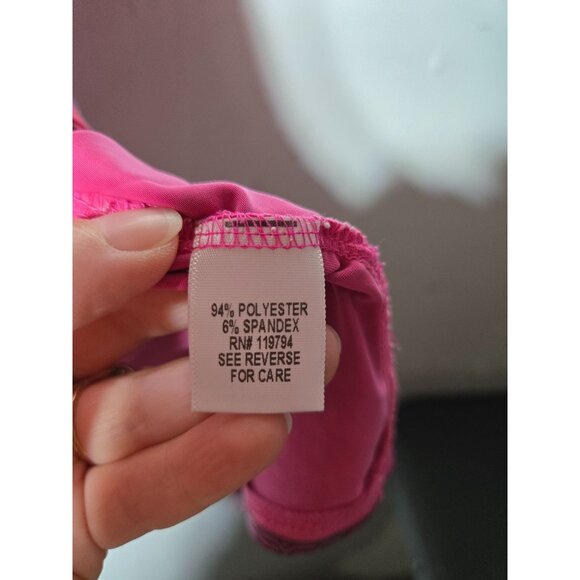 94% POLYESTER
6% SPANDEX
RN# 119794
SEE REVERSE
FOR CARE